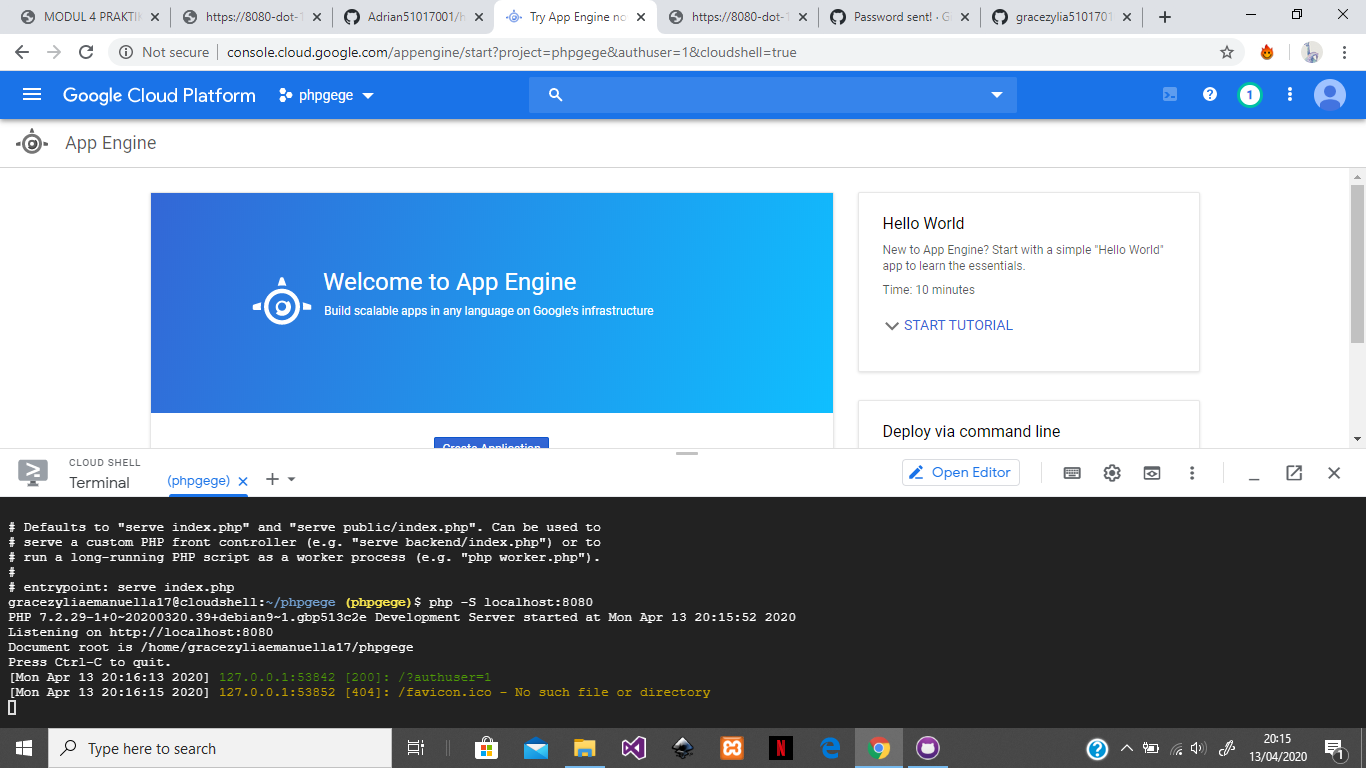 MODUL 4 PRAKTIK
https://8080-dot-1
Adrian51017001/h
Try App Engine no
https://8080-dot-1
Password sent! · G
gracezylia5101701
Not secure
console.cloud.google.com/appengine/start?project=phpgege&authuser=1&cloudshell=true
Google Cloud Platform
phpgege
1
App Engine
Welcome to App Engine
Build scalable apps in any language on Google's infrastructure
Create Application
Hello World
New to App Engine? Start with a simple "Hello World"
app to learn the essentials.
Time: 10 minutes
START TUTORIAL
Deploy via command line
CLOUD SHELL
Terminal
(phpgege)
Open Editor
# Defaults to "serve index.php" and "serve public/index.php". Can be used to
# serve a custom PHP front controller (e.g. "serve backend/index.php") or to
# run a long-running PHP script as a worker process (e.g. "php worker.php").
#
# entrypoint: serve index.php
gracezyliaemanuella17@cloudshell:~/phpgege (phpgege)$ php -S localhost:8080
PHP 7.2.29-1+0~20200320.39+debian9~1.gbp513c2e Development Server started at Mon Apr 13 20:15:52 2020
Listening on http://localhost:8080
Document root is /home/gracezyliaemanuella17/phpgege
Press Ctrl-C to quit.
[Mon Apr 13 20:16:13 2020] 127.0.0.1:53842 [200]: /?authuser=1
[Mon Apr 13 20:16:15 2020] 127.0.0.1:53852 [404]: /favicon.ico - No such file or directory
Type here to search
20:15
13/04/2020
1